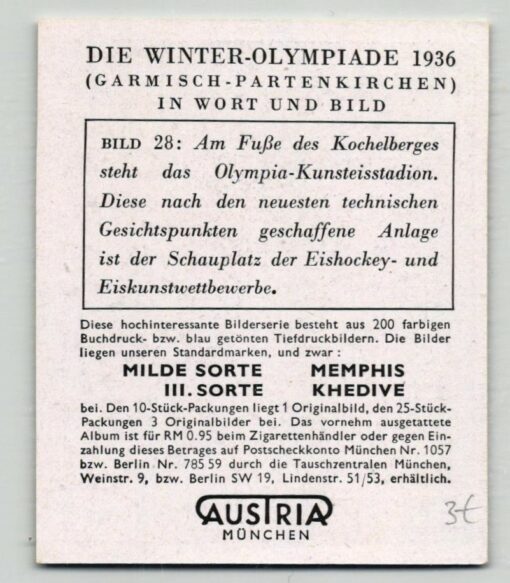 DIE WINTER-OLYMPIADE 1936
(GARMISCH-PARTENKIRCHEN)
IN WORT UND BILD
BILD 28: Am Fuße des Kochelberges
steht das Olympia-Kunsteisstadion.
Diese nach den neuesten technischen
Gesichtspunkten geschaffene Anlage
ist der Schauplatz der Eishockey- und
Eiskunstwettbewerbe.
Diese hochinteressante Bilderserie besteht aus 200 farbigen
Buchdruck- bzw. blau getönten Tiefdruckbildern. Die Bilder
liegen unseren Standardmarken, und zwar :
MILDE SORTE MEMPHIS
III. SORTE KHEDIVE
bei. Den 10-Stück-Packungen liegt 1 Originalbild, den 25-Stück-
Packungen 3 Originalbilder bei. Das vornehm ausgetattete
Album ist für RM 0.95 beim Zigarettenhändler oder gegen Ein-
zahlung dieses Betrages auf Postscheckkonto München Nr. 1057
bzw. Berlin Nr. 785 59 durch die Tauschzentralen München,
Weinstr. 9, bzw. Berlin SW 19, Lindenstr. 51/53, erhältlich.
AUSTRIA
MÜNCHEN
3€